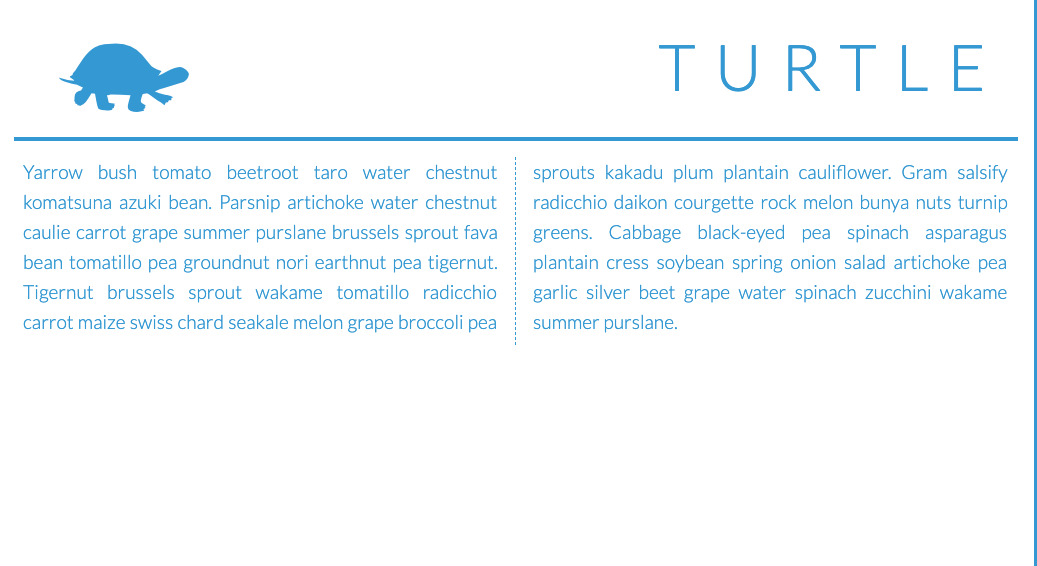 TURTLE
Yarrow bush tomato beetroot taro water chestnut
komatsuna azuki bean. Parsnip artichoke water chestnut
caulie carrot grape summer purslane brussels sprout fava
bean tomatillo pea groundnut nori earthnut pea tigernut.
Tigernut brussels sprout wakame tomatillo radicchio
carrot maize swiss chard seakale melon grape broccoli pea
sprouts kakadu plum plantain cauliflower. Gram salsify
radicchio daikon courgette rock melon bunya nuts turnip
greens. Cabbage black-eyed pea spinach asparagus
plantain cress soybean spring onion salad artichoke pea
garlic silver beet grape water spinach zucchini wakame
summer purslane.